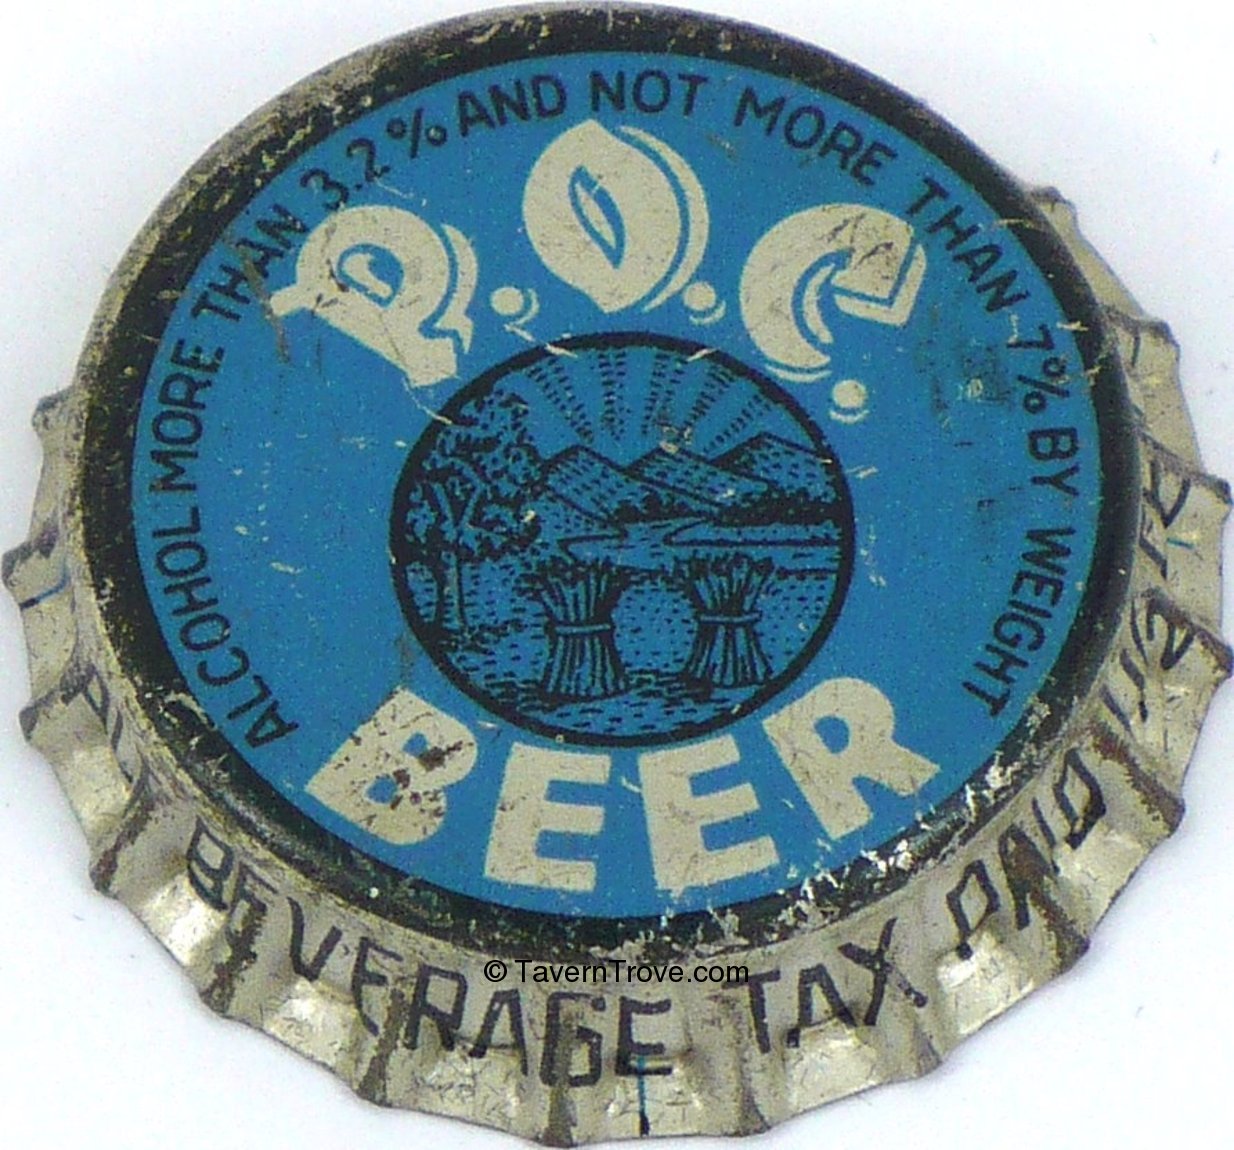 ALCOHOL MORE THAN 3.2% AND NOT MORE THAN 7% BY WEIGHT
P.O.C.
BEER
BEVERAGE TAX PAID
© TavernTrove.com